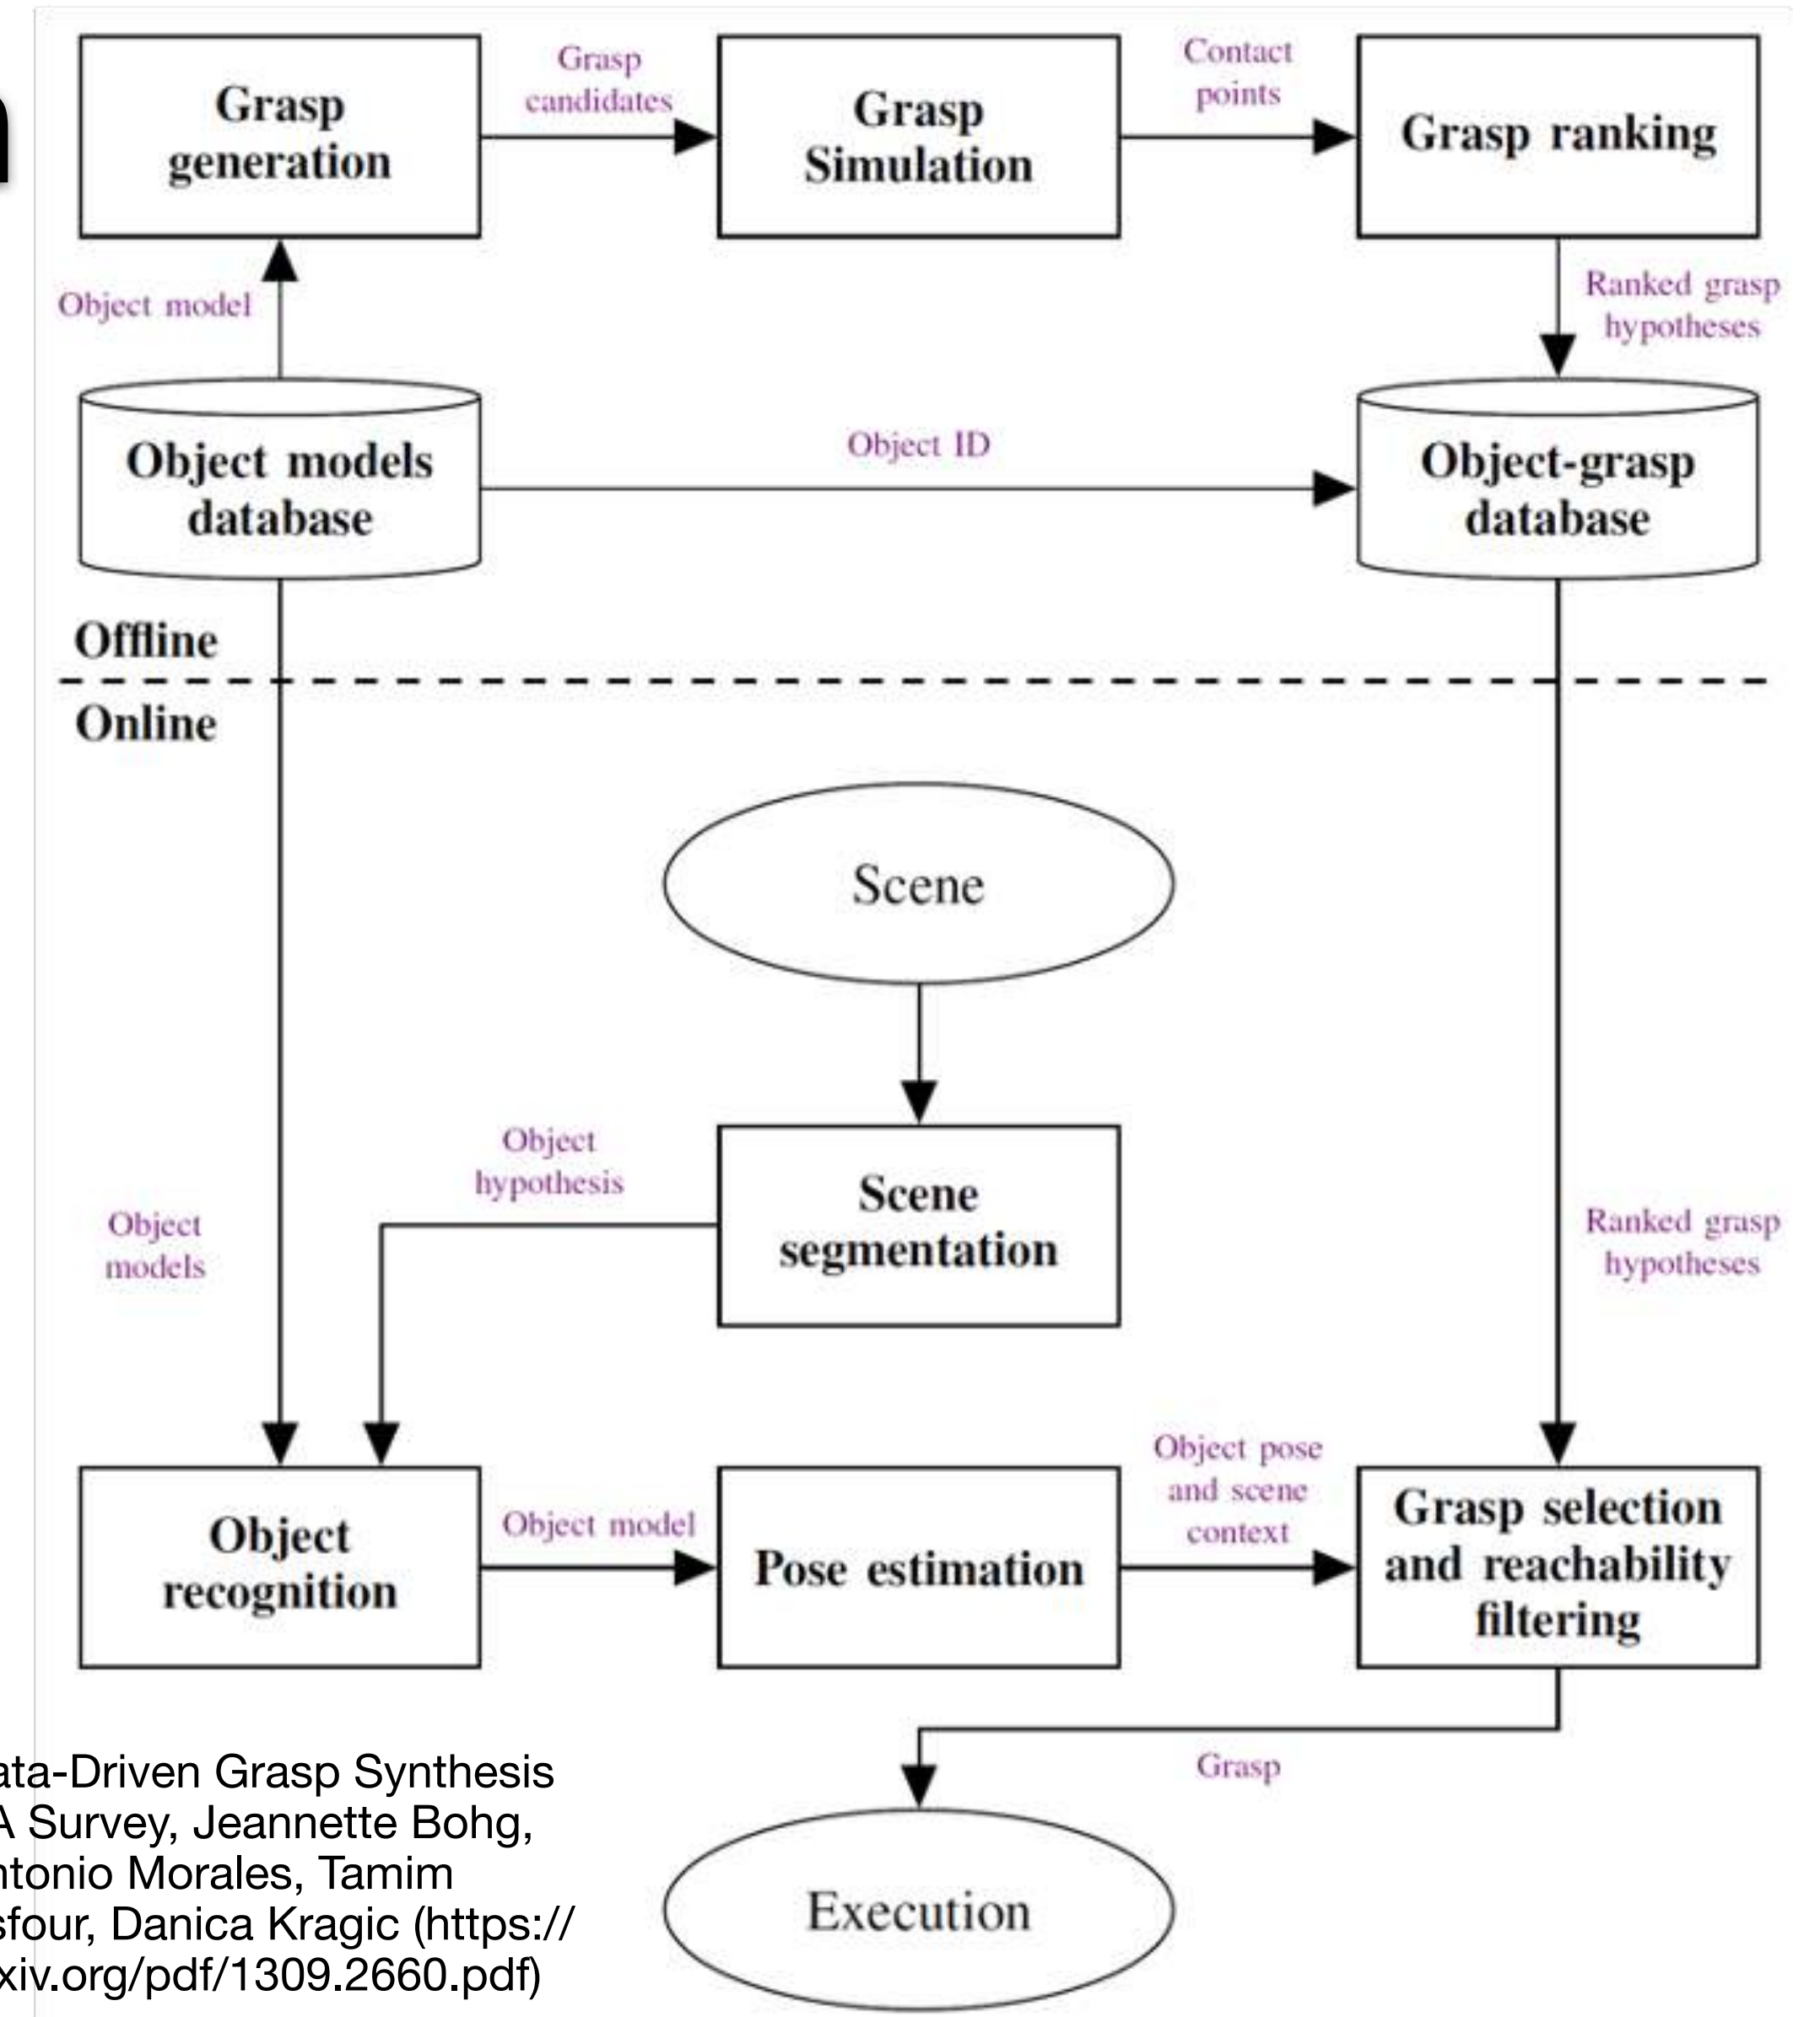 Grasp
candidates
Contact
points
Grasp
generation
Grasp
Simulation
Grasp ranking
Object model
Ranked grasp
hypotheses
Object models
database
Object ID
Object-grasp
database
Offline
Online
Scene
Object
hypothesis
Scene
segmentation
Object
models
Ranked grasp
hypotheses
Object
recognition
Object model
Pose estimation
Object pose
and scene
context
Grasp selection
and reachability
filtering
Grasp
Execution
ata-Driven Grasp Synthesis
A Survey, Jeannette Bohg,
ntonio Morales, Tamim
sfour, Danica Kragic (https://
xiv.org/pdf/1309.2660.pdf)